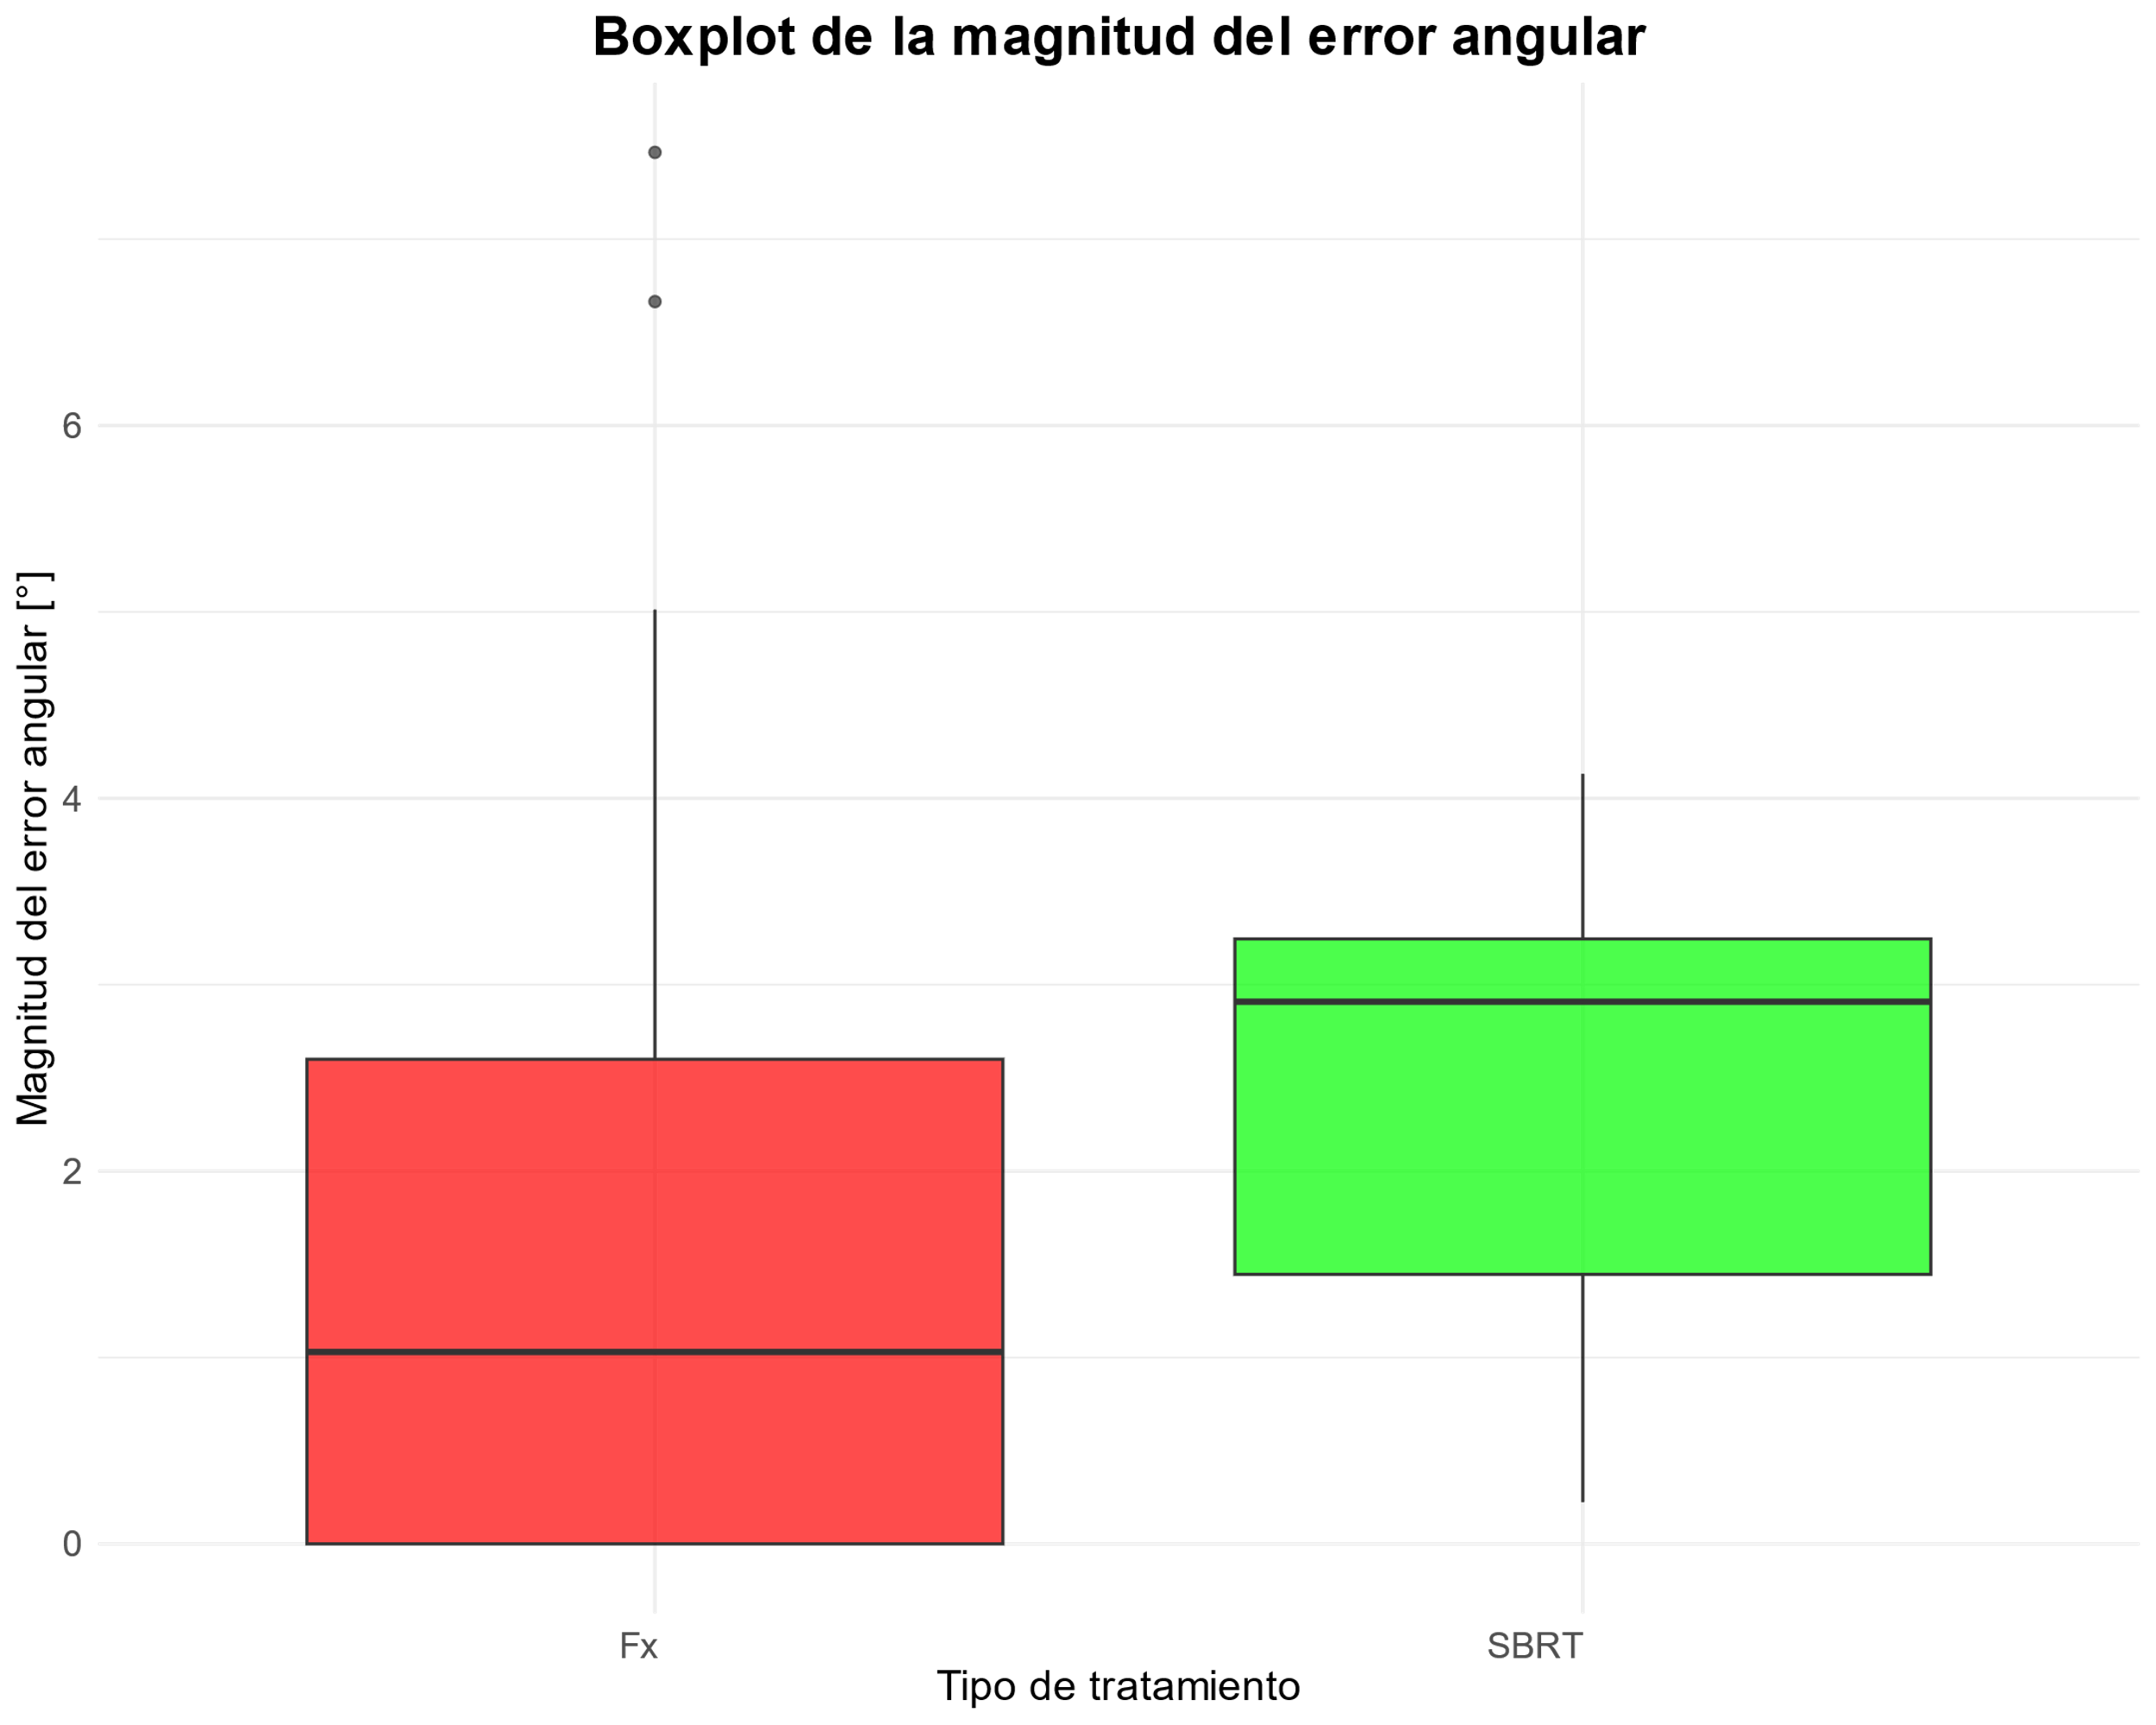 Boxplot de la magnitud del error angular
Magnitud del error angular [°]
6
4
2
0
Fx
SBRT
Tipo de tratamiento